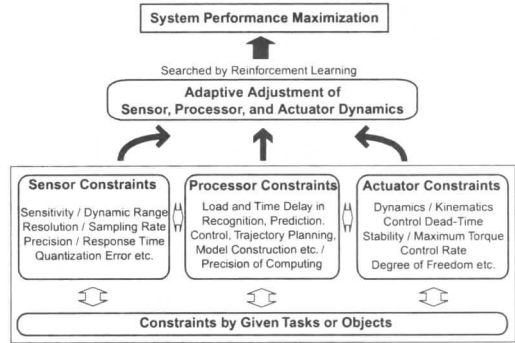 System Performance Maximization
Searched by Reinforcement Learning
Adaptive Adjustment of
Sensor, Processor, and Actuator Dynamics
Sensor Constraints
Sensitivity / Dynamic Range
Resolution / Sampling Rate
Precision / Response Time
Quantization Error etc.
Processor Constraints
Load and Time Delay in
Recognition, Prediction.
Control, Trajectory Planning,
Model Construction etc. /
Precision of Computing
Actuator Constraints
Dynamics / Kinematics
Control Dead-Time
Stability / Maximum Torque
Control Rate
Degree of Freedom etc.
Constraints by Given Tasks or Objects